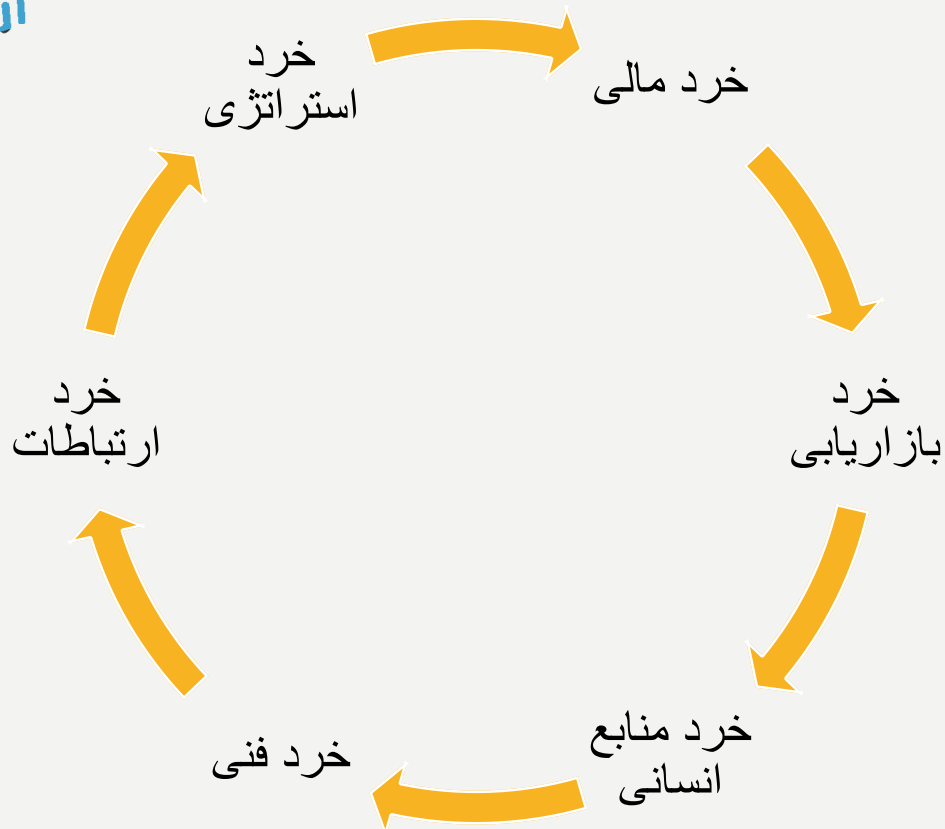 خرد
استراتژی
خرد مالی
خرد
بازاریابی
خرد منابع
انسانی
خرد فنی
خرد
ارتباطات